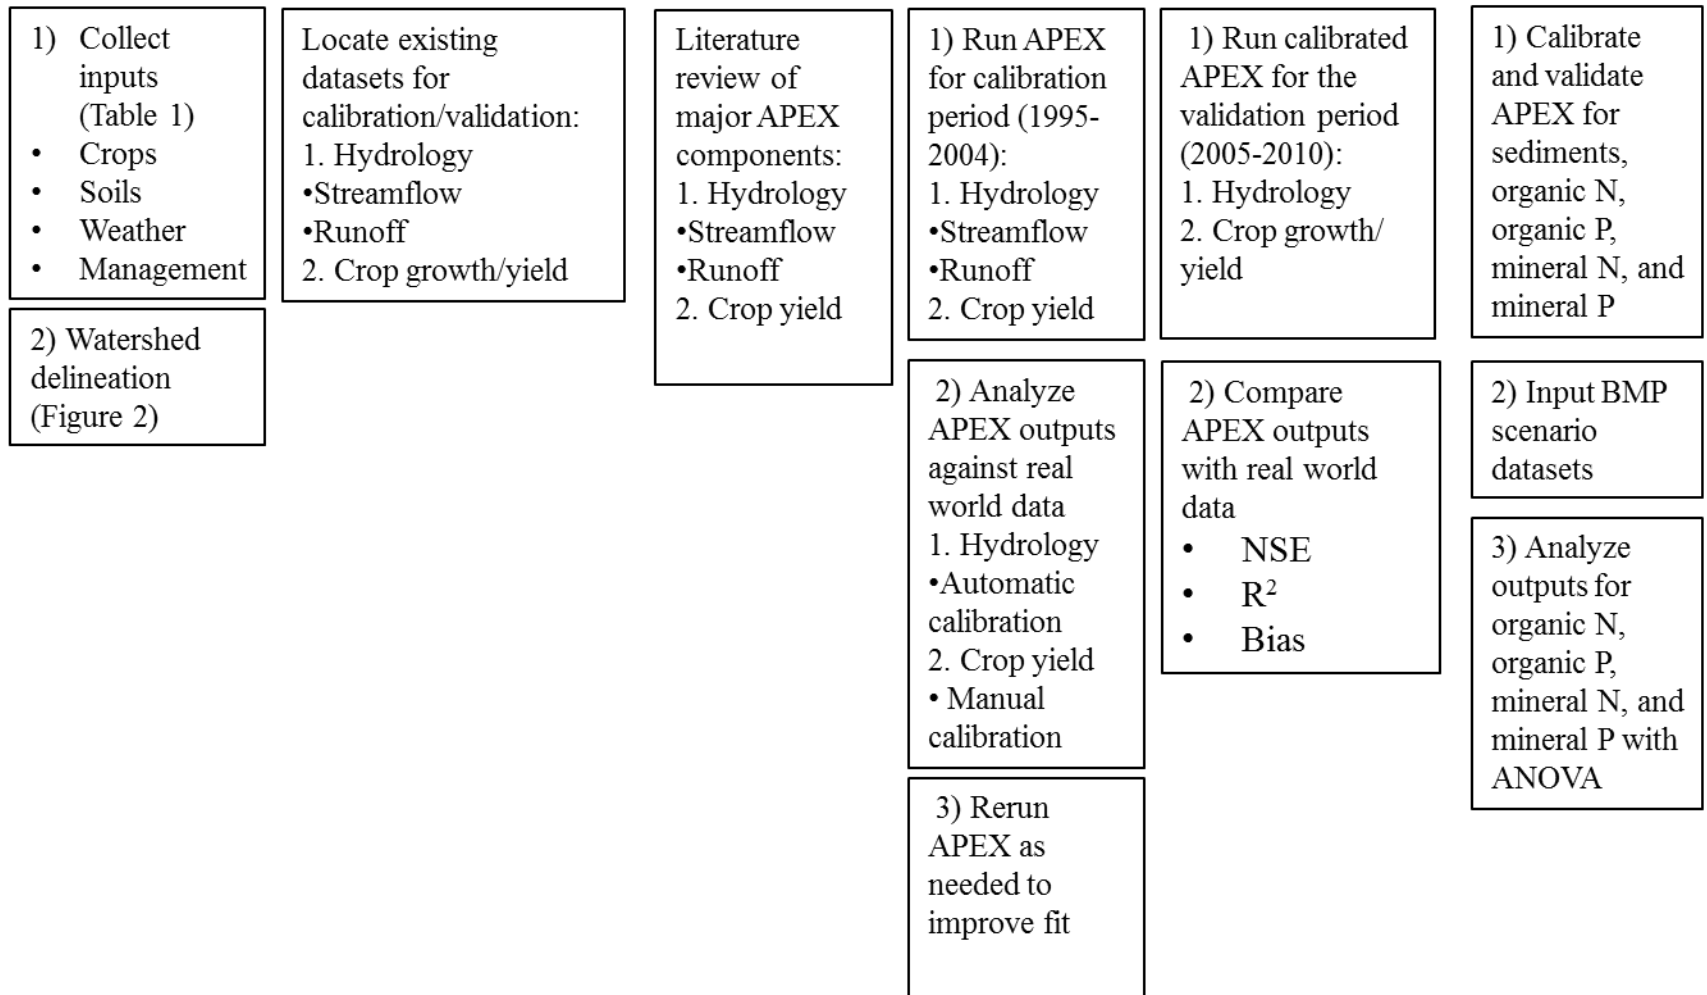 1) Collect
inputs
(Table 1)
• Crops
• Soils
• Weather
• Management
2) Watershed
delineation
(Figure 2)
Locate existing
datasets for
calibration/validation:
1. Hydrology
•Streamflow
•Runoff
2. Crop growth/yield
Literature
review of
major APEX
components:
1. Hydrology
•Streamflow
•Runoff
2. Crop yield
1) Run APEX
for calibration
period (1995-
2004):
1. Hydrology
•Streamflow
•Runoff
2. Crop yield
2) Analyze
APEX outputs
against real
world data
1. Hydrology
•Automatic
calibration
2. Crop yield
• Manual
calibration
3) Rerun
APEX as
needed to
improve fit
1) Run calibrated
APEX for the
validation period
(2005-2010):
1. Hydrology
2. Crop growth/
yield
2) Compare
APEX outputs
with real world
data
• NSE
• R²
• Bias
1) Calibrate
and validate
APEX for
sediments,
organic N,
organic P,
mineral N, and
mineral P
2) Input BMP
scenario
datasets
3) Analyze
outputs for
organic N,
organic P,
mineral N, and
mineral P with
ANOVA